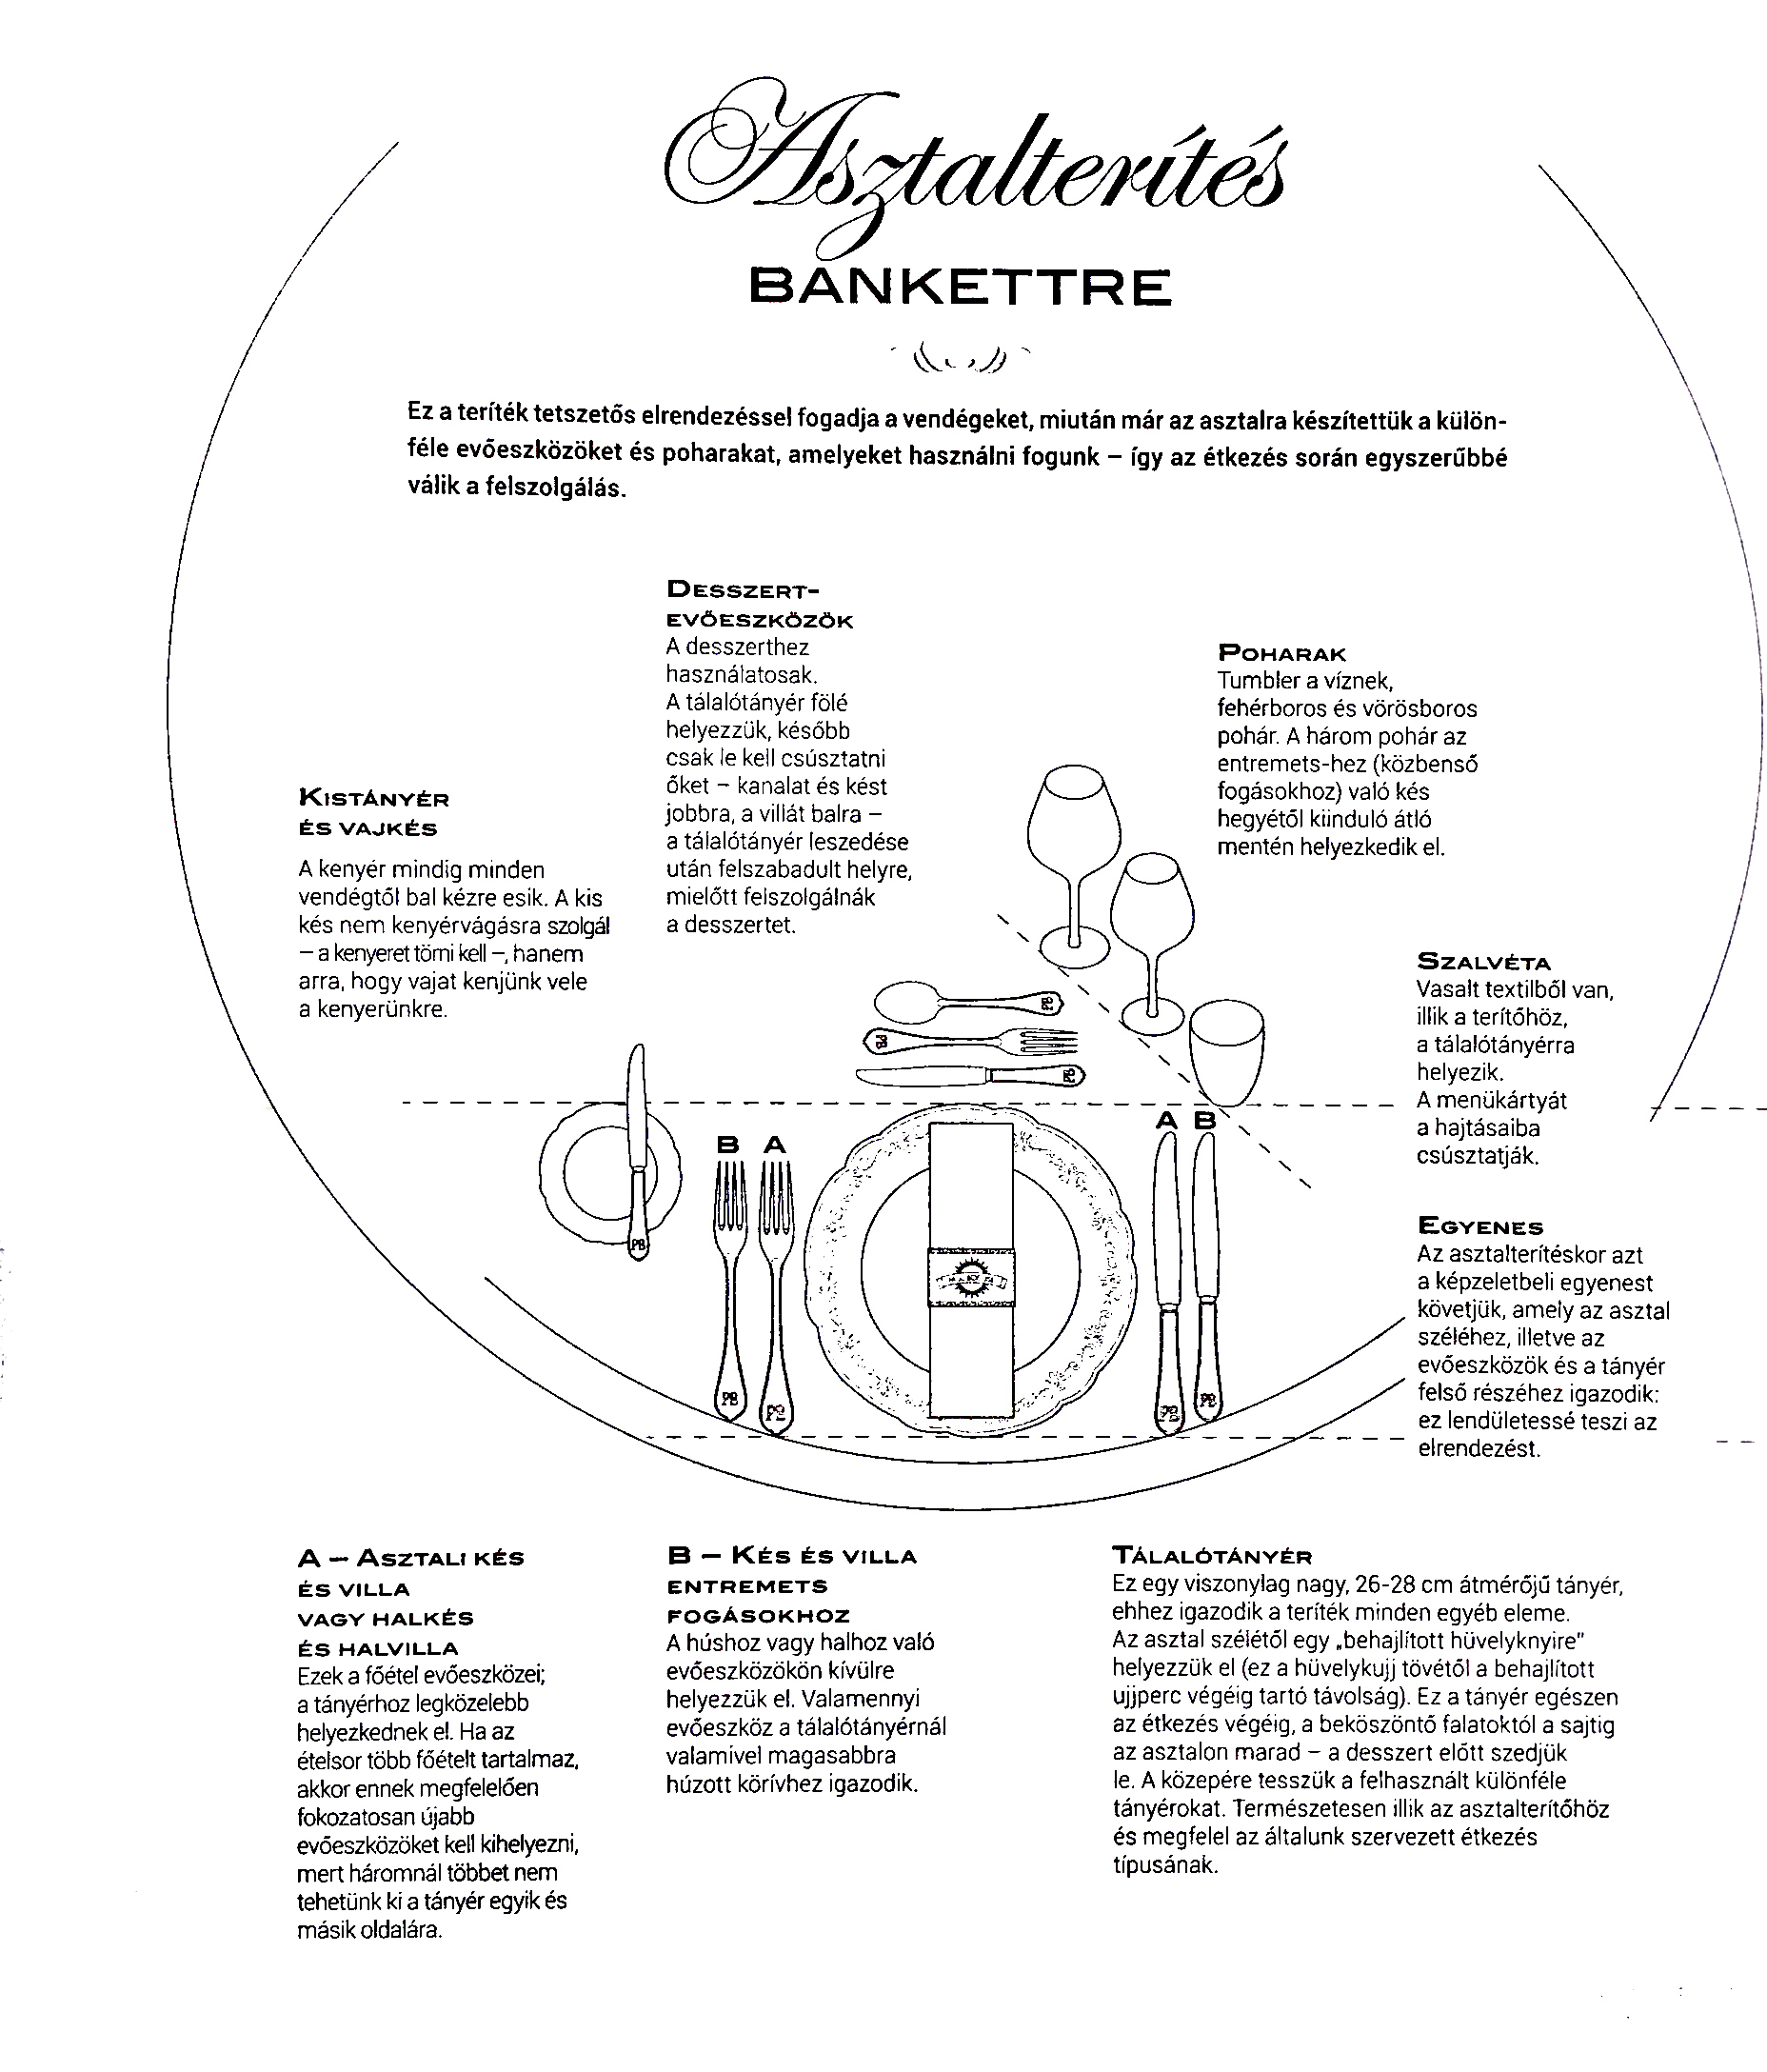 Asztalterítés
BANKETTRE
Ez a teríték tetszetős elrendezéssel fogadja a vendégeket, miután már az asztalra készítettük a külön-
féle evőeszközöket és poharakat, amelyeket használni fogunk – így az étkezés során egyszerűbbé
válik a felszolgálás.
DESSZERT-
EVŐESZKÖZÖK
A desszerthez
használatosak.
A tálalótányér fölé
helyezzük, később
csak le kell csúsztatni
őket – kanalat és kést
jobbra, a villát balra –
a tálalótányér leszedése
után felszabadult helyre,
mielőtt felszolgálnák
a desszertet.
POHARAK
Tumbler a víznek,
fehérboros és vörösboros
pohár. A három pohár az
entremets-hez (közbenső
fogásokhoz) való kés
hegyétől kiinduló átló
mentén helyezkedik el.
KISTÁNYÉR
ÉS VAJKÉS
A kenyér mindig minden
vendégtől bal kézre esik. A kis
kés nem kenyérvágásra szolgál
– a kenyeret törni kell –, hanem
arra, hogy vajat kenjünk vele
a kenyerünkre.
SZALVÉTA
Vasalt textilből van,
illik a terítőhöz,
a tálalótányérra
helyezik.
A menükártyát
a hajtásaiba
csúsztatják.
PB
PB
PB
B A
A B
PB
PB
PB
PB
PB
EGYENES
Az asztalterítéskor azt
a képzeletbeli egyenest
követjük, amely az asztal
széléhez, illetve az
evőeszközök és a tányér
felső részéhez igazodik:
ez lendületessé teszi az
elrendezést.
A – ASZTALI KÉS
ÉS VILLA
VAGY HALKÉS
ÉS HALVILLA
Ezek a főétel evőeszközei;
a tányérhoz legközelebb
helyezkednek el. Ha az
ételsor több főételt tartalmaz,
akkor ennek megfelelően
fokozatosan újabb
evőeszközöket kell kihelyezni,
mert háromnál többet nem
tehetünk ki a tányér egyik és
másik oldalára.
B – KÉS ÉS VILLA
ENTREMETS
FOGÁSOKHOZ
A húshoz vagy halhoz való
evőeszközökön kívülre
helyezzük el. Valamennyi
evőeszköz a tálalótányérnál
valamivel magasabbra
húzott körívhez igazodik.
TÁLALÓTÁNYÉR
Ez egy viszonylag nagy, 26-28 cm átmérőjű tányér,
ehhez igazodik a teríték minden egyéb eleme.
Az asztal szélétől egy „behajlított hüvelyknyire"
helyezzük el (ez a hüvelykujj tövétől a behajlított
ujjperc végéig tartó távolság). Ez a tányér egészen
az étkezés végéig, a beköszöntő falatoktól a sajtig
az asztalon marad – a desszert előtt szedjük
le. A közepére tesszük a felhasznált különféle
tányérokat. Természetesen illik az asztalterítőhöz
és megfelel az általunk szervezett étkezés
típusának.